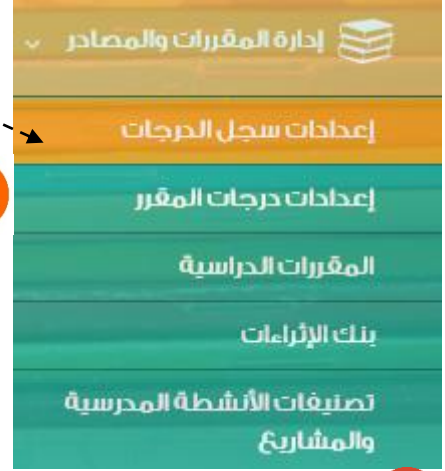 إدارة المقررات والمصادر
إعدادات سجل الدرجات
إعدادات درجات المقرر
المقررات الدراسية
بنك الإثراءات
تصنيفات الأنشطة المدرسية
والمشاريع